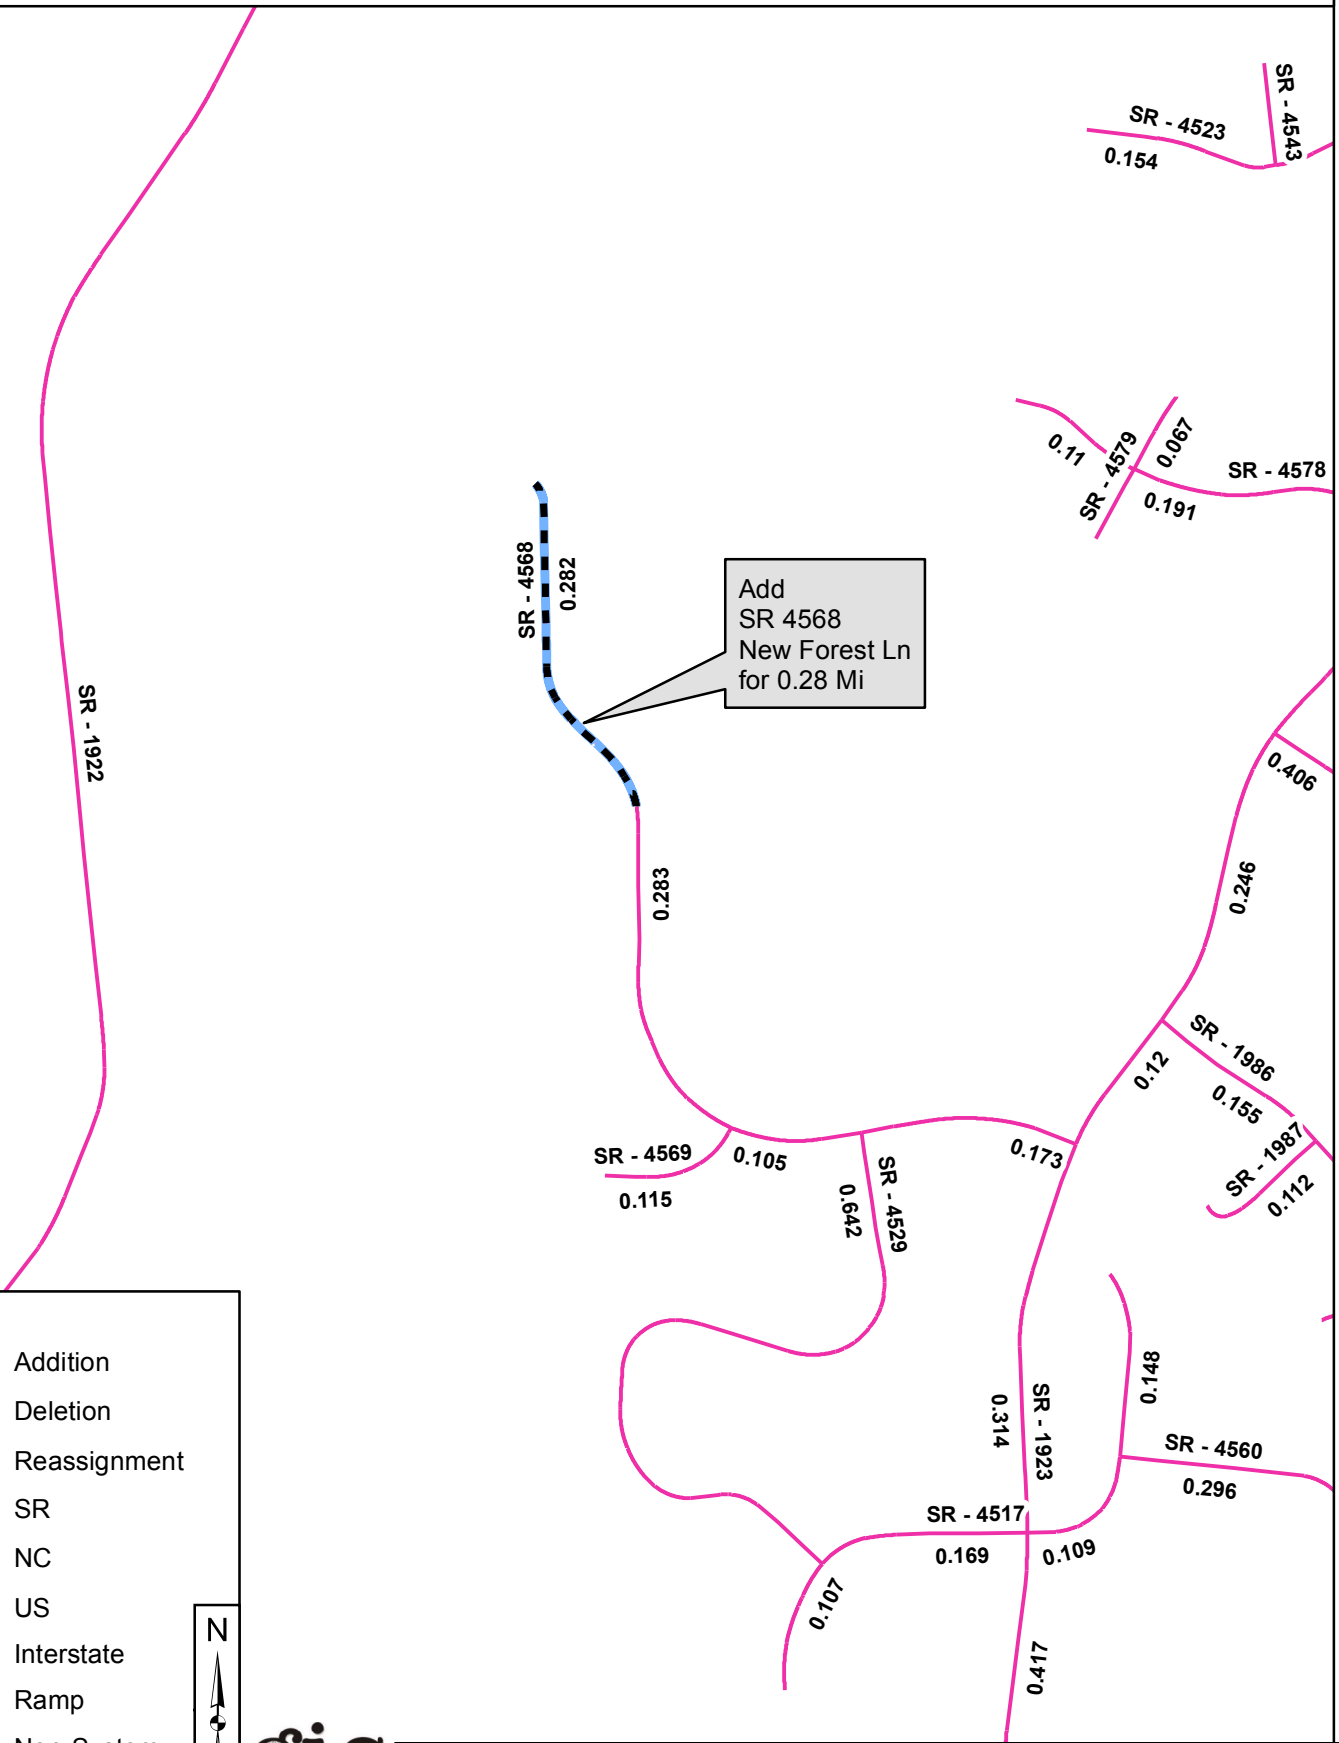 SR - 4543
SR - 4523
0.154
0.067
0.11
SR - 4579
SR - 4578
0.191
SR - 4568
0.282
Add
SR 4568
New Forest Ln
for 0.28 Mi
SR - 1922
0.406
0.283
0.246
SR - 1986
0.12
0.155
SR - 1987
0.112
SR - 4569
0.115
0.105
0.173
SR - 4529
0.642
0.148
SR - 1923
0.314
SR - 4560
0.296
SR - 4517
0.169
0.109
0.107
0.417
Addition
Deletion
Reassignment
SR
NC
US
Interstate
Ramp
N